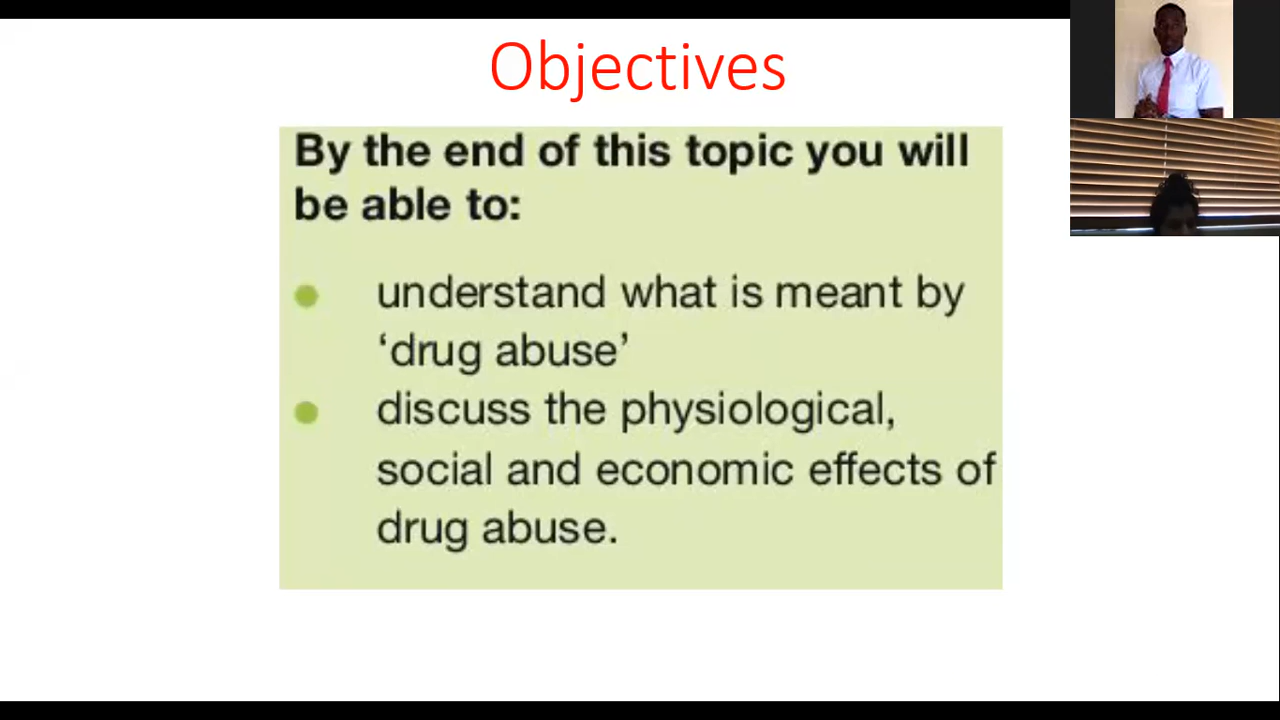 Objectives
By the end of this topic you will
be able to:
● understand what is meant by
‘drug abuse’
● discuss the physiological,
social and economic effects of
drug abuse.